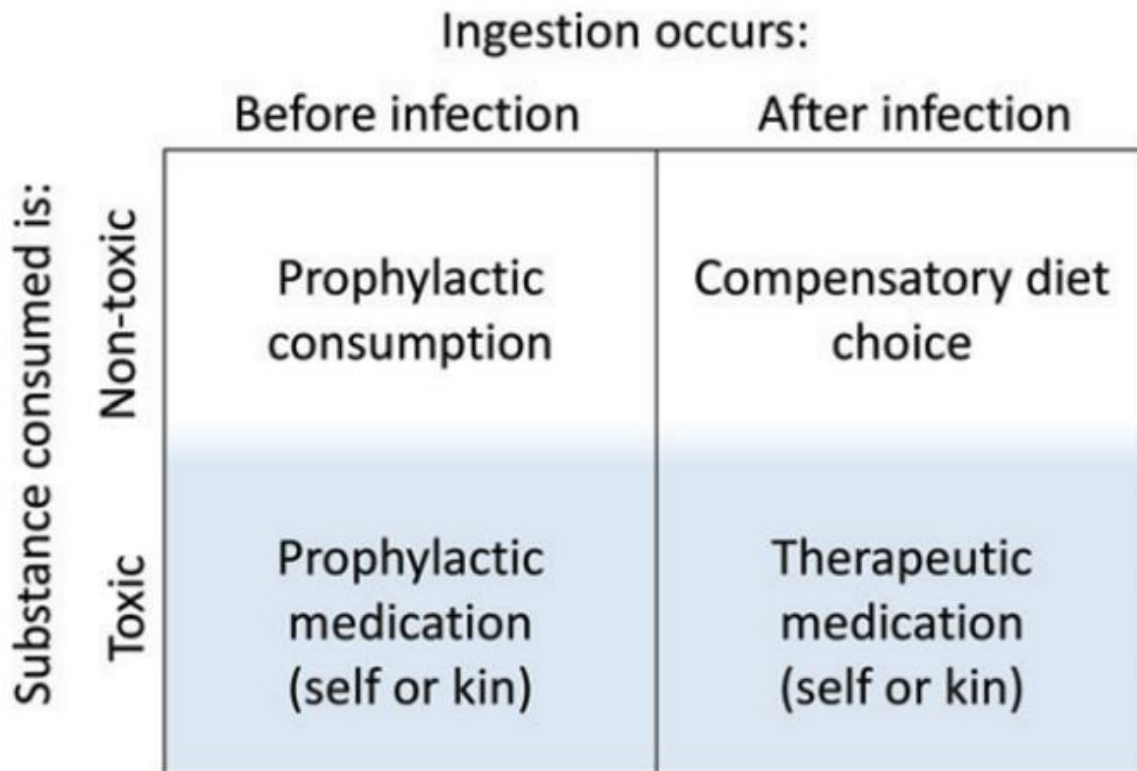 Ingestion occurs:
Before infection
After infection
Substance consumed is:
Non-toxic
Prophylactic
consumption
Compensatory diet
choice
Toxic
Prophylactic
medication
(self or kin)
Therapeutic
medication
(self or kin)